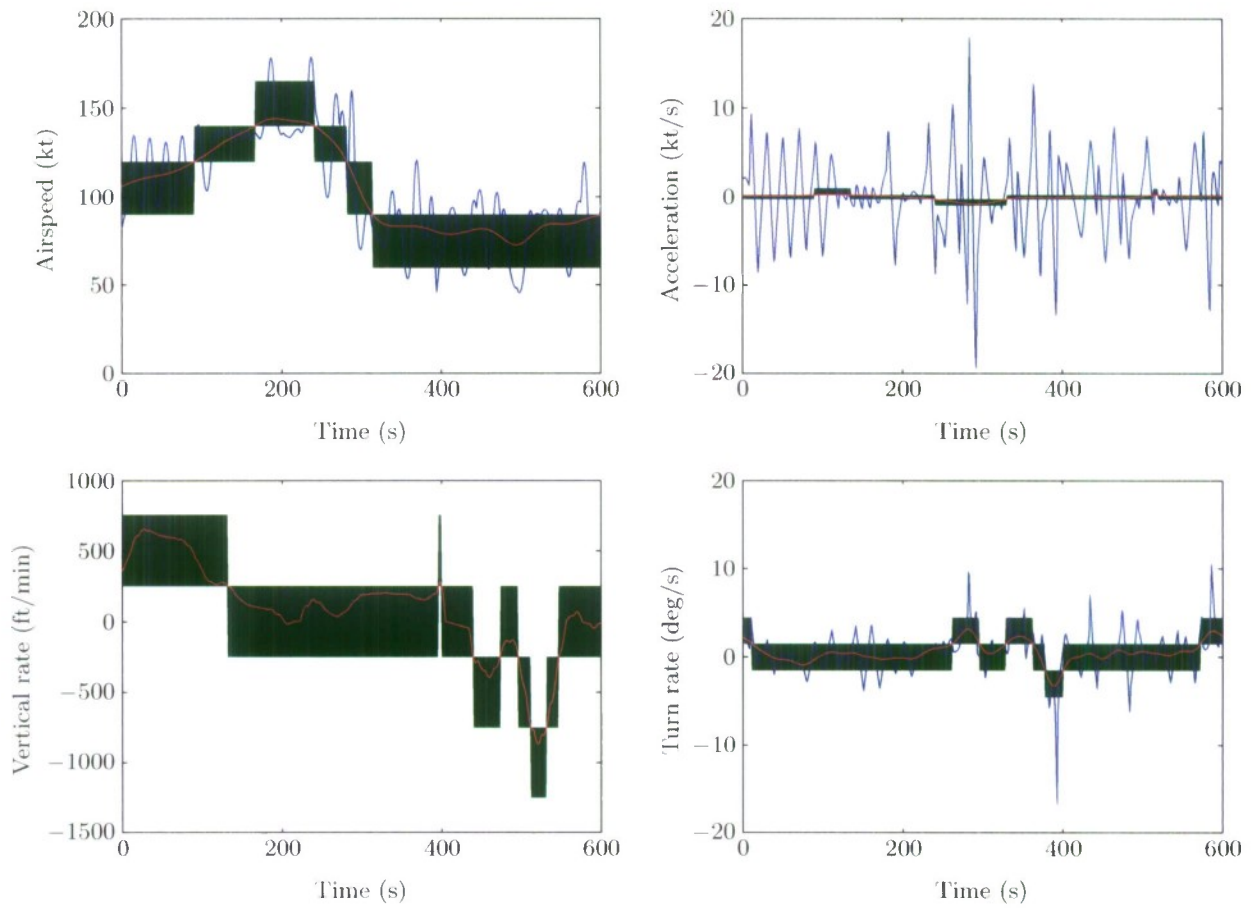 200
150
100
50
0
Airspeed (kt)
0 200 400 600
Time (s)
20
10
0
−10
−20
Acceleration (kt/s)
0 200 400 600
Time (s)
1000
500
0
−500
−1000
−1500
Vertical rate (ft/min)
0 200 400 600
Time (s)
20
10
0
−10
−20
Turn rate (deg/s)
0 200 400 600
Time (s)